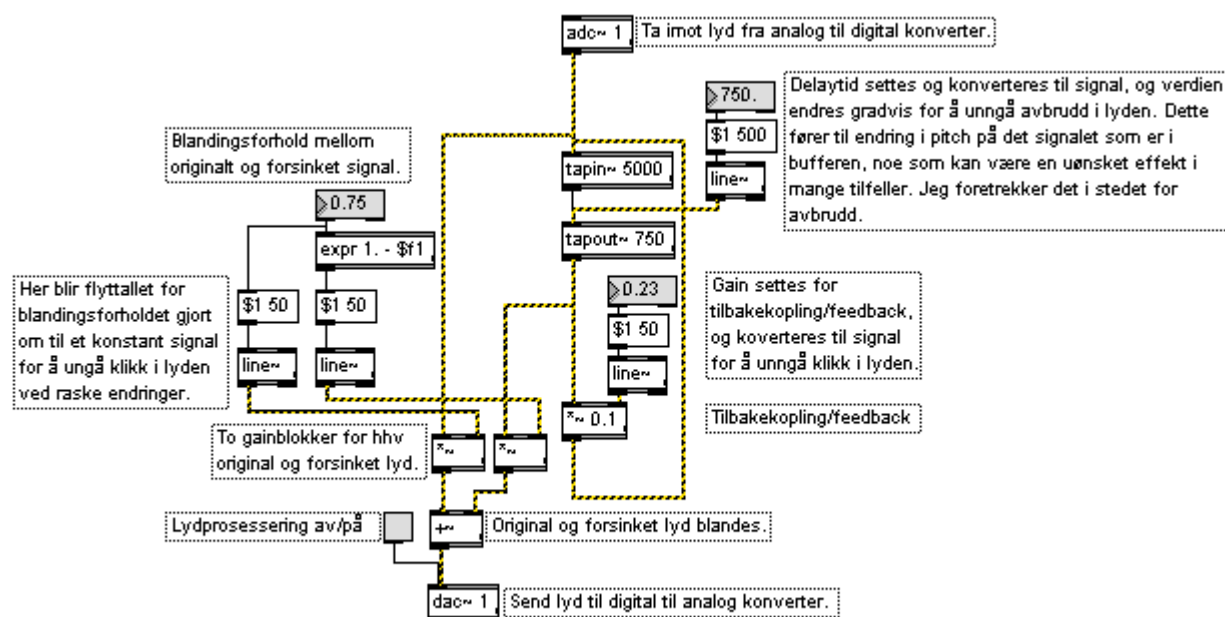 adc~ 1
Ta imot lyd fra analog til digital konverter.
750.
$1 500
line~
Delaytid settes og konverteres til signal, og verdien
endres gradvis for å unngå avbrudd i lyden. Dette
fører til endring i pitch på det signalet som er i
bufferen, noe som kan være en uønsket effekt i
mange tilfeller. Jeg foretrekker det i stedet for
avbrudd.
Blandingsforhold mellom
originalt og forsinket signal.
tapin~ 5000
0.75
expr 1. - $f1
tapout~ 750
Her blir flyttallet for
blandingsforholdet gjort
om til et konstant signal
for å ungå klikk i lyden
ved raske endringer.
$1 50
$1 50
line~
line~
0.23
$1 50
line~
Gain settes for
tilbakekopling/feedback,
og koverteres til signal
for å unngå klikk i lyden.
*~ 0.1
Tilbakekopling/feedback
To gainblokker for hhv
original og forsinket lyd.
*~
*~
Lydprosessering av/på
+~
Original og forsinket lyd blandes.
dac~ 1
Send lyd til digital til analog konverter.